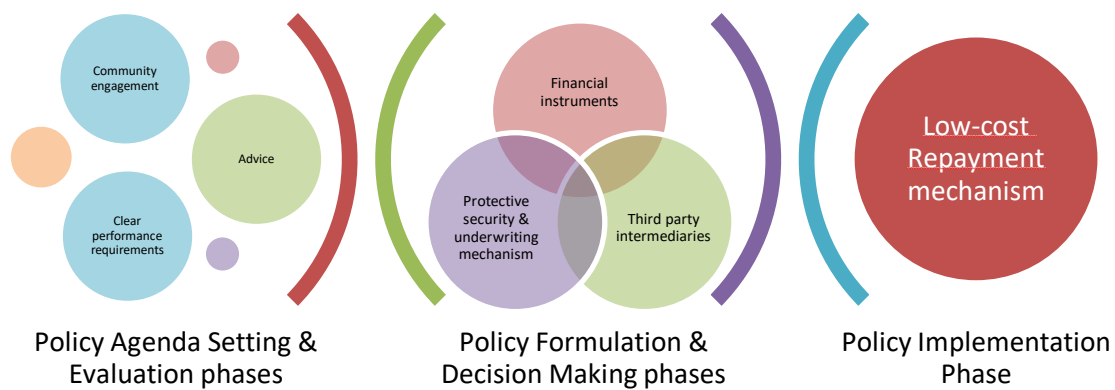 Community
engagement
Advice
Clear
performance
requirements
Policy Agenda Setting &
Evaluation phases
Financial
instruments
Protective
security &
underwriting
mechanism
Third party
intermediaries
Policy Formulation &
Decision Making phases
Low-cost
Repayment
mechanism
Policy Implementation
Phase